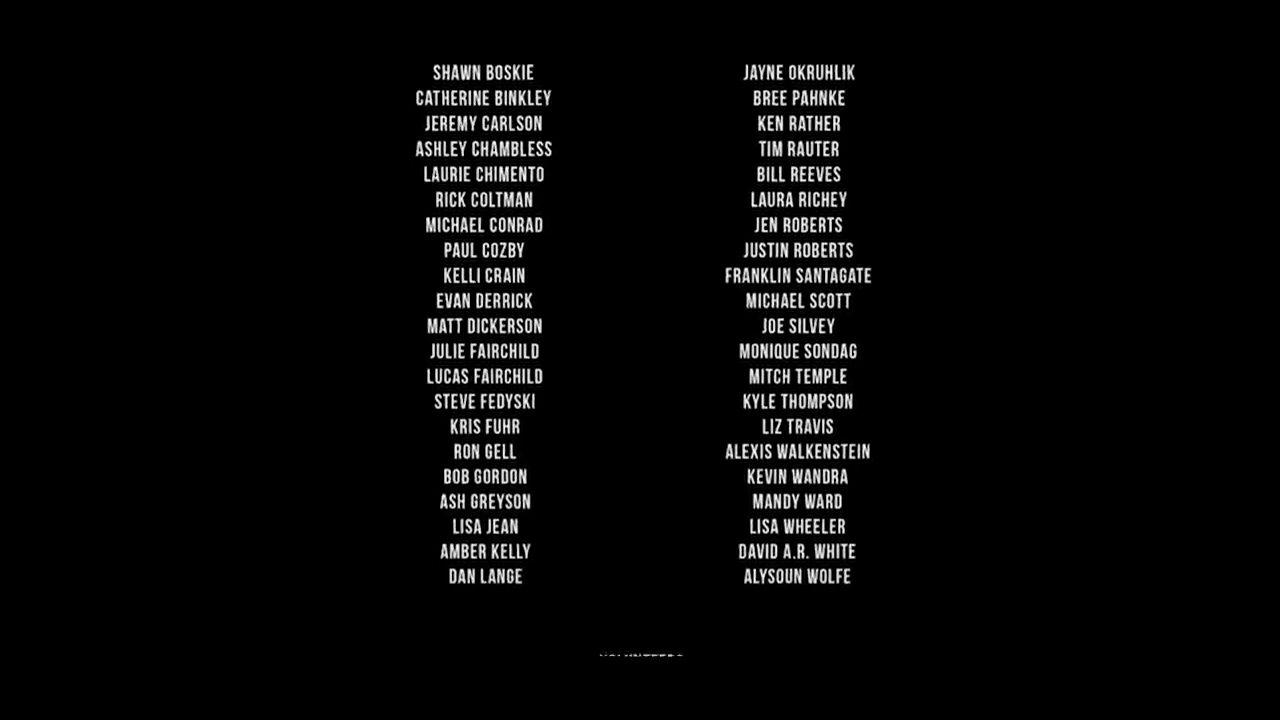 SHAWN BOSKIE
CATHERINE BINKLEY
JEREMY CARLSON
ASHLEY CHAMBLESS
LAURIE CHIMENTO
RICK COLTMAN
MICHAEL CONRAD
PAUL COZBY
KELLI CRAIN
EVAN DERRICK
MATT DICKERSON
JULIE FAIRCHILD
LUCAS FAIRCHILD
STEVE FEDYSKI
KRIS FUHR
RON GELL
BOB GORDON
ASH GREYSON
LISA JEAN
AMBER KELLY
DAN LANGE
JAYNE OKRUHLIK
BREE PAHNKE
KEN RATHER
TIM RAUTER
BILL REEVES
LAURA RICHEY
JEN ROBERTS
JUSTIN ROBERTS
FRANKLIN SANTAGATE
MICHAEL SCOTT
JOE SILVEY
MONIQUE SONDAG
MITCH TEMPLE
KYLE THOMPSON
LIZ TRAVIS
ALEXIS WALKENSTEIN
KEVIN WANDRA
MANDY WARD
LISA WHEELER
DAVID A.R. WHITE
ALYSOUN WOLFE